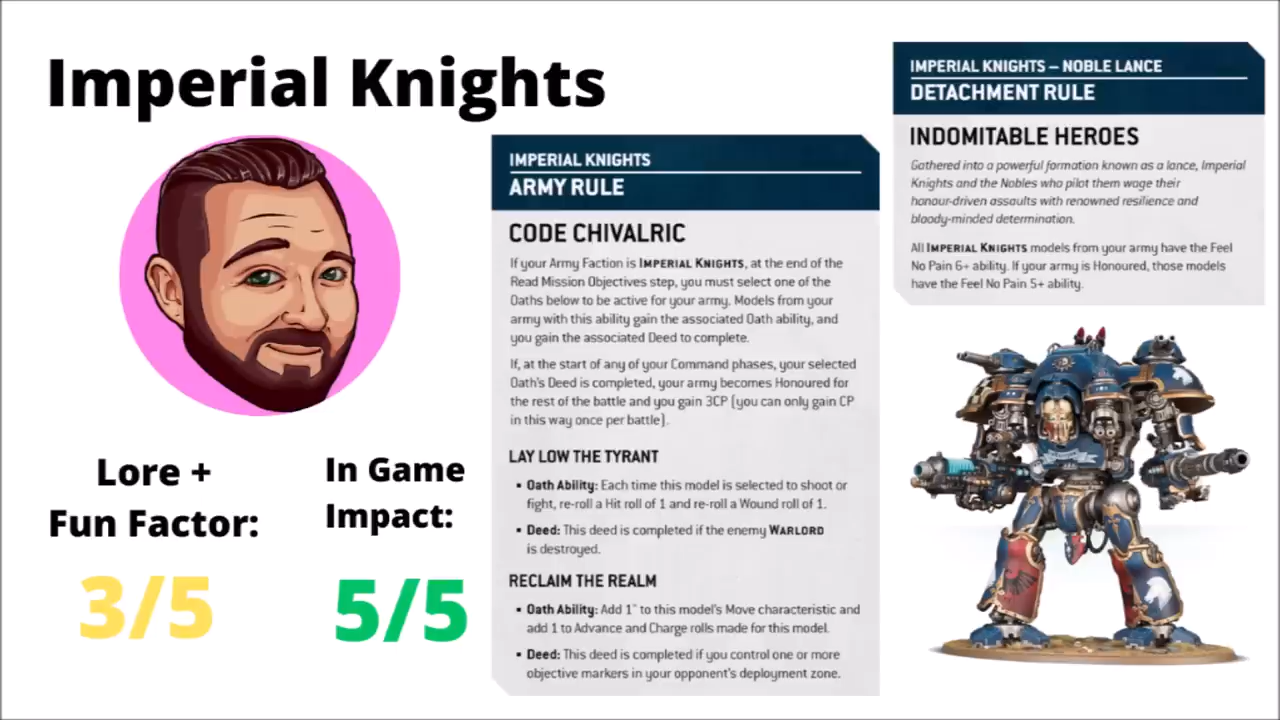 Imperial Knights
Lore +
Fun Factor:
3/5
In Game
Impact:
5/5
IMPERIAL KNIGHTS
ARMY RULE
CODE CHIVALRIC
If your Army Faction is IMPERIAL KNIGHTS, at the end of the
Read Mission Objectives step, you must select one of the
Oaths below to be active for your army. Models from your
army with this ability gain the associated Oath ability, and
you gain the associated Deed to complete.
If, at the start of any of your Command phases, your selected
Oath's Deed is completed, your army becomes Honoured for
the rest of the battle and you gain 3CP (you can only gain CP
in this way once per battle).
LAY LOW THE TYRANT
▪ Oath Ability: Each time this model is selected to shoot or
fight, re-roll a Hit roll of 1 and re-roll a Wound roll of 1.
▪ Deed: This deed is completed if the enemy WARLORD
is destroyed.
RECLAIM THE REALM
▪ Oath Ability: Add 1" to this model's Move characteristic and
add 1 to Advance and Charge rolls made for this model.
▪ Deed: This deed is completed if you control one or more
objective markers in your opponent's deployment zone.
IMPERIAL KNIGHTS – NOBLE LANCE
DETACHMENT RULE
INDOMITABLE HEROES
Gathered into a powerful formation known as a lance, Imperial
Knights and the Nobles who pilot them wage their
honour-driven assaults with renowned resilience and
bloody-minded determination.
All IMPERIAL KNIGHTS models from your army have the Feel
No Pain 6+ ability. If your army is Honoured, those models
have the Feel No Pain 5+ ability.